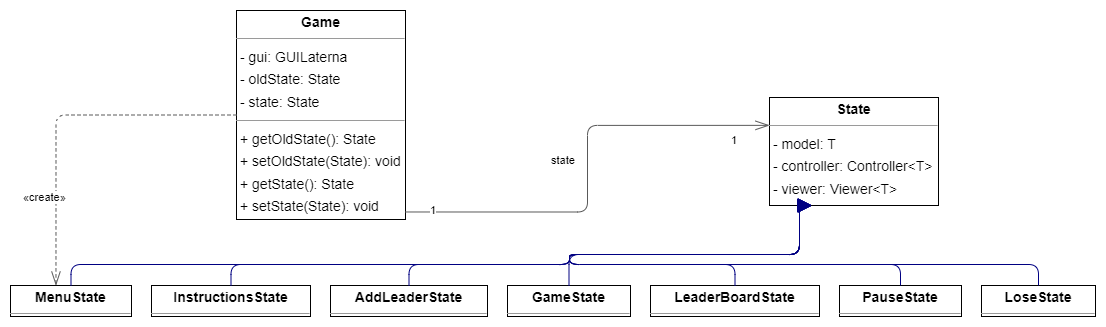 Game
- gui: GUILaterna
- oldState: State
- state: State
+ getOldState(): State
+ setOldState(State): void
+ getState(): State
+ setState(State): void
State
- model: T
- controller: Controller<T>
- viewer: Viewer<T>
1
state
1
«create»
MenuState
InstructionsState
AddLeaderState
GameState
LeaderBoardState
PauseState
LoseState